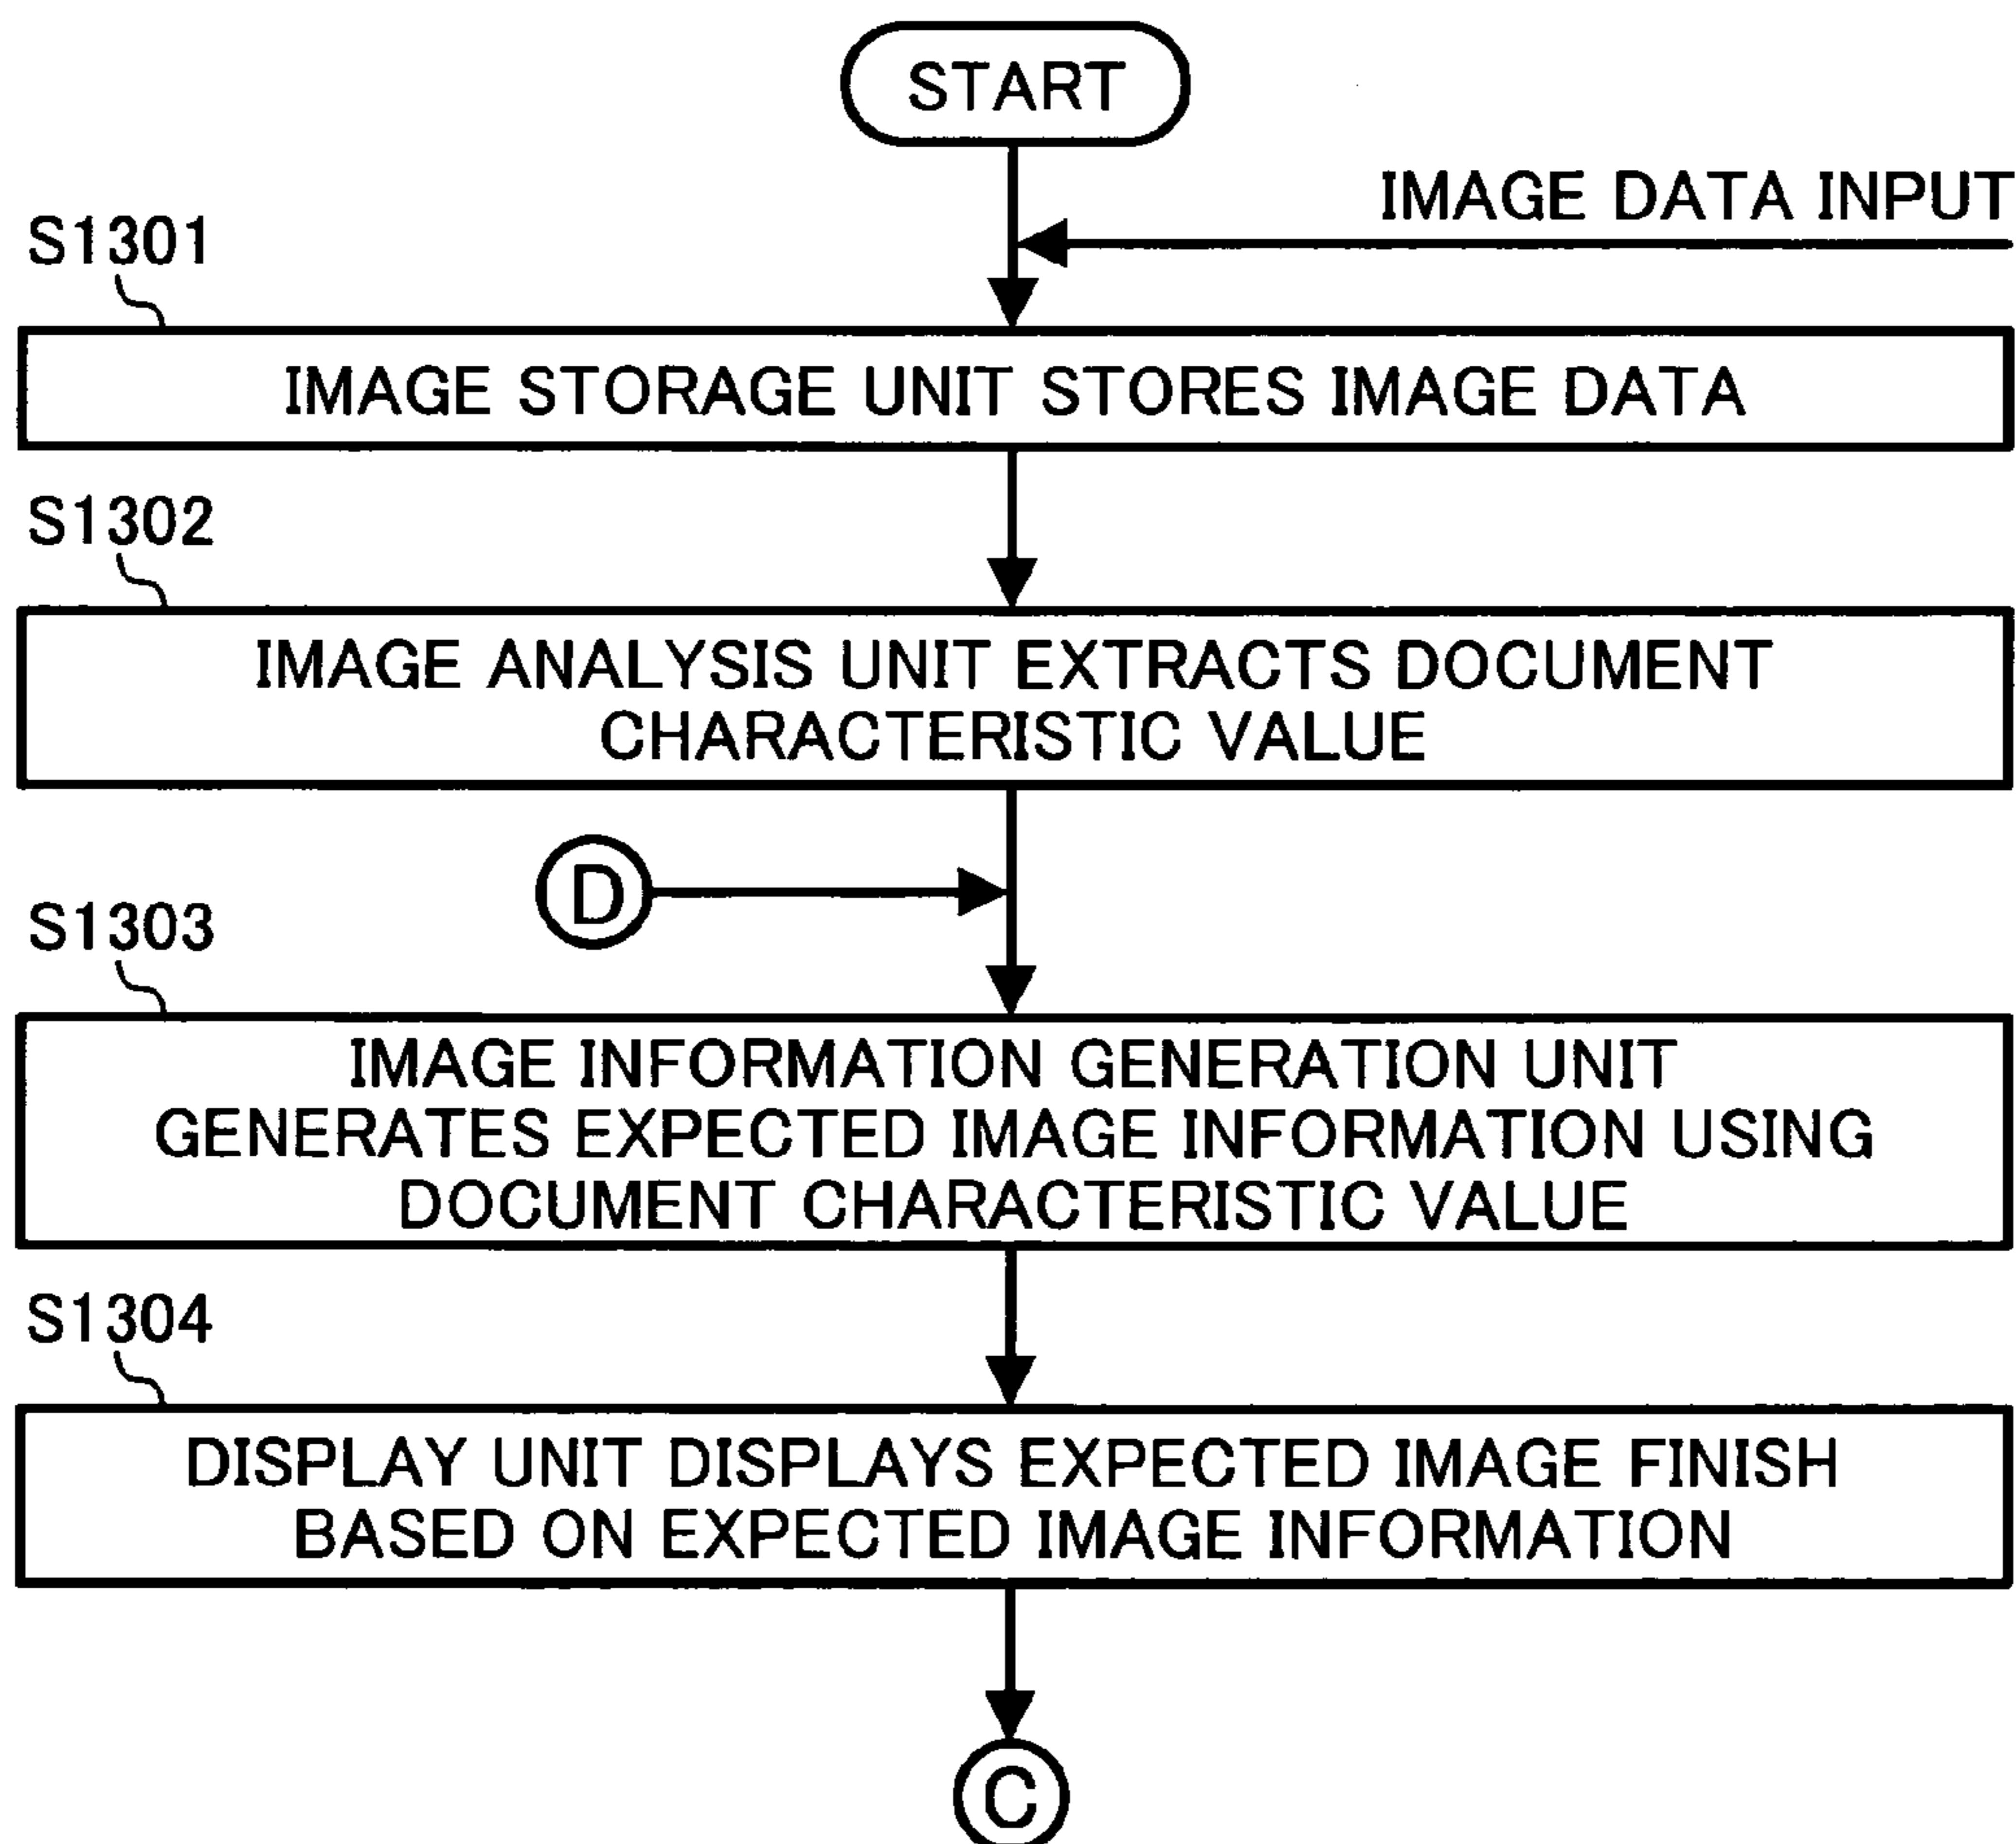 START
IMAGE DATA INPUT
S1301
IMAGE STORAGE UNIT STORES IMAGE DATA
S1302
IMAGE ANALYSIS UNIT EXTRACTS DOCUMENT
CHARACTERISTIC VALUE
D
S1303
IMAGE INFORMATION GENERATION UNIT
GENERATES EXPECTED IMAGE INFORMATION USING
DOCUMENT CHARACTERISTIC VALUE
S1304
DISPLAY UNIT DISPLAYS EXPECTED IMAGE FINISH
BASED ON EXPECTED IMAGE INFORMATION
C